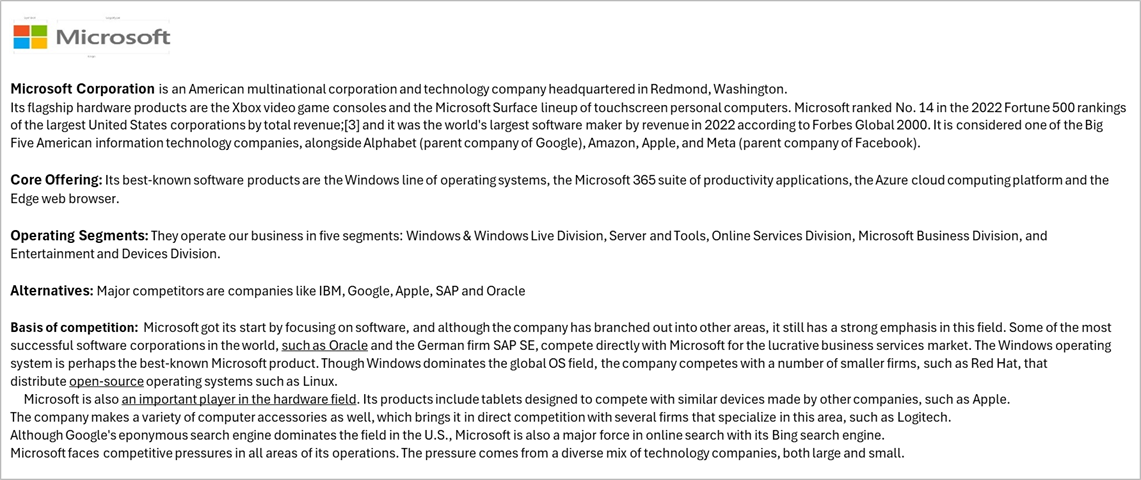 Microsoft
Microsoft Corporation is an American multinational corporation and technology company headquartered in Redmond, Washington.
Its flagship hardware products are the Xbox video game consoles and the Microsoft Surface lineup of touchscreen personal computers. Microsoft ranked No. 14 in the 2022 Fortune 500 rankings
of the largest United States corporations by total revenue;[3] and it was the world's largest software maker by revenue in 2022 according to Forbes Global 2000. It is considered one of the Big
Five American information technology companies, alongside Alphabet (parent company of Google), Amazon, Apple, and Meta (parent company of Facebook).
Core Offering: Its best-known software products are the Windows line of operating systems, the Microsoft 365 suite of productivity applications, the Azure cloud computing platform and the
Edge web browser.
Operating Segments: They operate our business in five segments: Windows & Windows Live Division, Server and Tools, Online Services Division, Microsoft Business Division, and
Entertainment and Devices Division.
Alternatives: Major competitors are companies like IBM, Google, Apple, SAP and Oracle
Basis of competition: Microsoft got its start by focusing on software, and although the company has branched out into other areas, it still has a strong emphasis in this field. Some of the most
successful software corporations in the world, such as Oracle and the German firm SAP SE, compete directly with Microsoft for the lucrative business services market. The Windows operating
system is perhaps the best-known Microsoft product. Though Windows dominates the global OS field, the company competes with a number of smaller firms, such as Red Hat, that
distribute open-source operating systems such as Linux.
Microsoft is also an important player in the hardware field. Its products include tablets designed to compete with similar devices made by other companies, such as Apple.
The company makes a variety of computer accessories as well, which brings it in direct competition with several firms that specialize in this area, such as Logitech.
Although Google's eponymous search engine dominates the field in the U.S., Microsoft is also a major force in online search with its Bing search engine.
Microsoft faces competitive pressures in all areas of its operations. The pressure comes from a diverse mix of technology companies, both large and small.